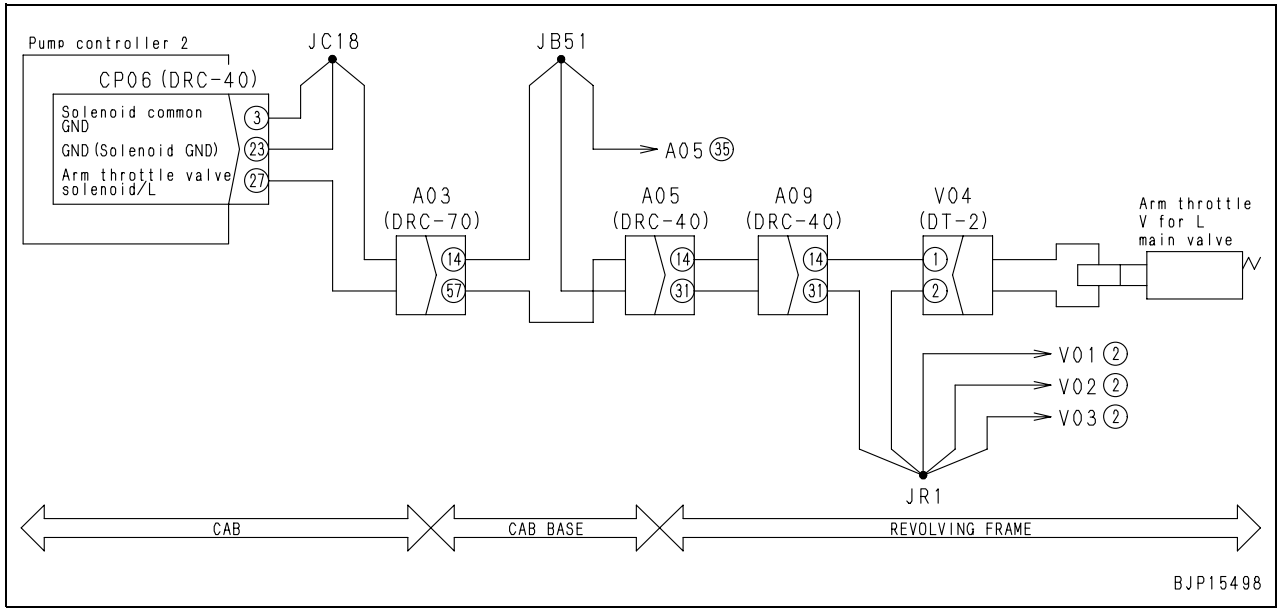 Pump controller 2
JC18
JB51
CP06 (DRC-40)
Solenoid common
GND
3
GND (Solenoid GND)
23
Arm throttle valve
solenoid/L
27
A05 35
A03
(DRC-70)
A05
(DRC-40)
A09
(DRC-40)
V04
(DT-2)
Arm throttle
V for L
main valve
14
57
14
31
14
31
1
2
V01 2
V02 2
V03 2
JR1
CAB
CAB BASE
REVOLVING FRAME
BJP15498